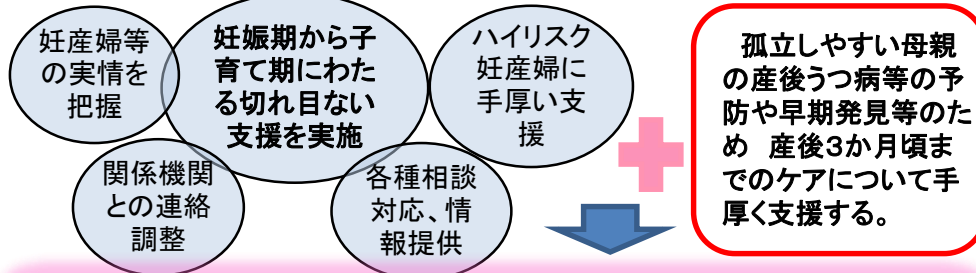 妊産婦等
の実情を
把握
妊娠期から子
育て期にわた
る切れ目ない
支援を実施
ハイリスク
妊産婦に
手厚い支
援
関係機関
との連絡
調整
各種相談
対応、情
報提供
孤立しやすい母親
の産後うつ病等の予
防や早期発見等のた
め　産後3か月頃ま
でのケアについて手
厚く支援する。